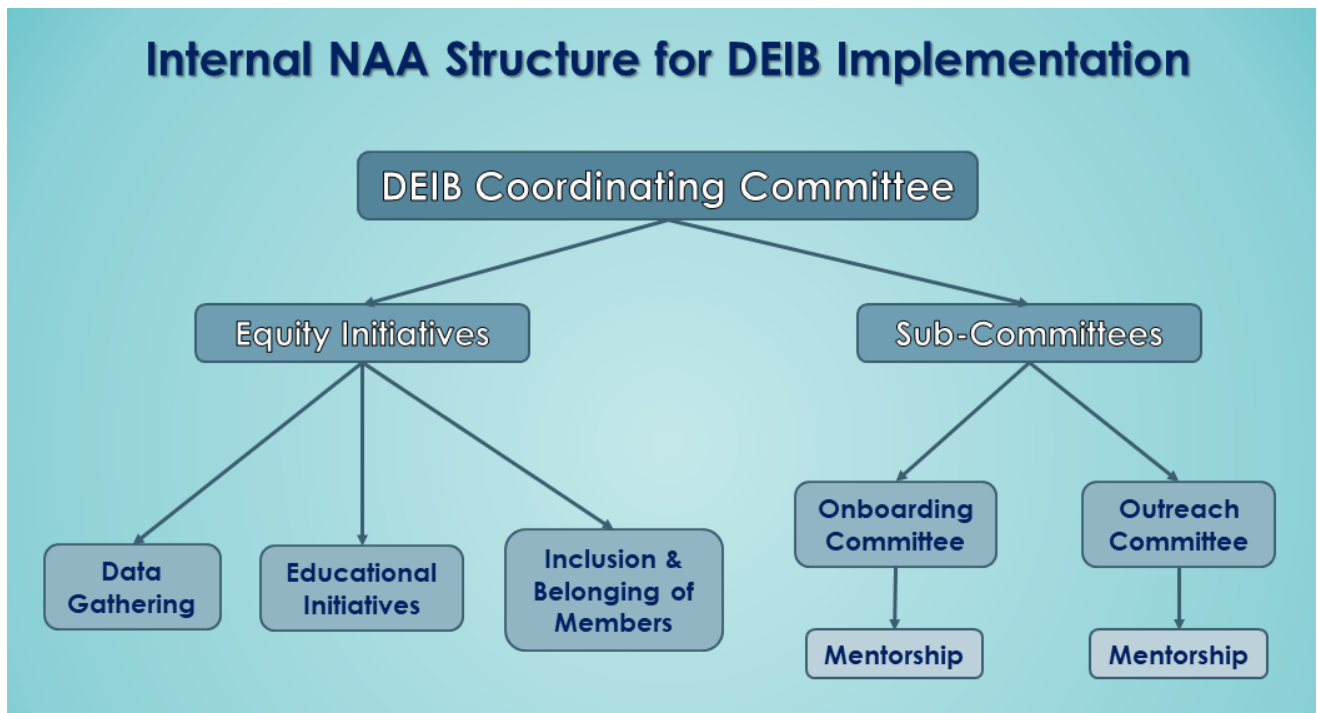 Internal NAA Structure for DEIB Implementation
DEIB Coordinating Committee
Equity Initiatives
Sub-Committees
Data
Gathering
Educational
Initiatives
Inclusion &
Belonging of
Members
Onboarding
Committee
Mentorship
Outreach
Committee
Mentorship